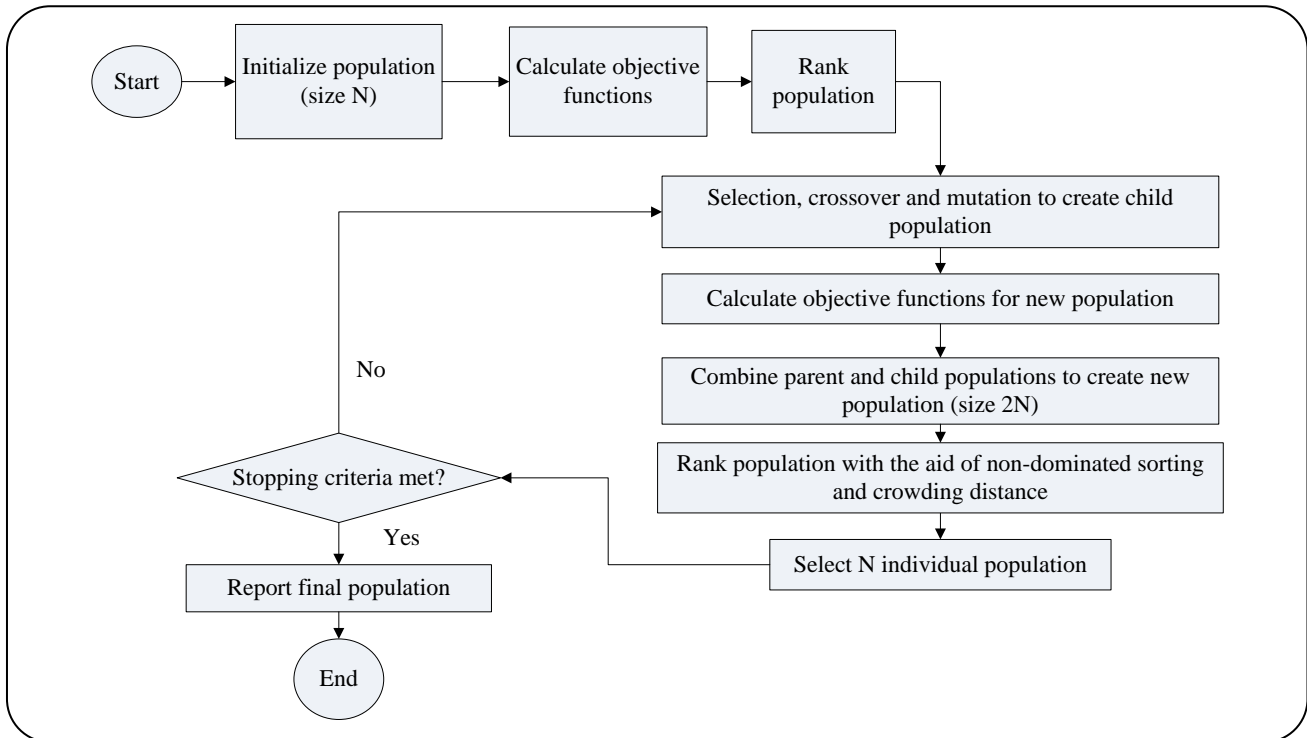 Start
Initialize population
(size N)
Calculate objective
functions
Rank
population
Selection, crossover and mutation to create child
population
Calculate objective functions for new population
Combine parent and child populations to create new
population (size 2N)
Rank population with the aid of non-dominated sorting
and crowding distance
Select N individual population
Stopping criteria met?
No
Yes
Report final population
End